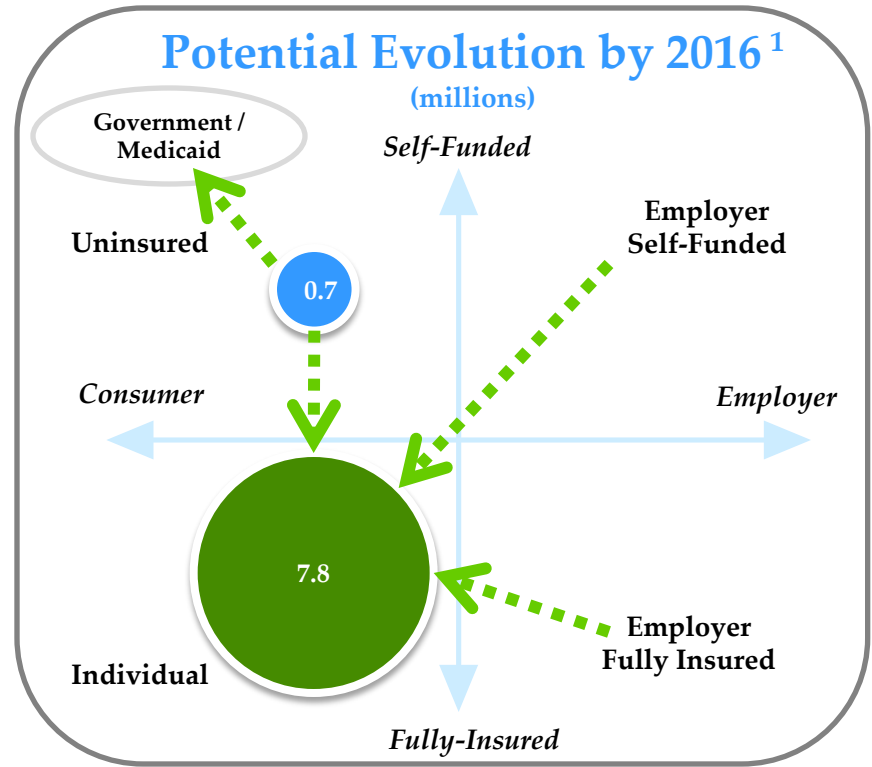 Potential Evolution by 2016 1
(millions)
Government /
Medicaid
Self-Funded
Employer
Self-Funded
Uninsured
0.7
Consumer
Employer
7.8
Employer
Fully Insured
Individual
Fully-Insured